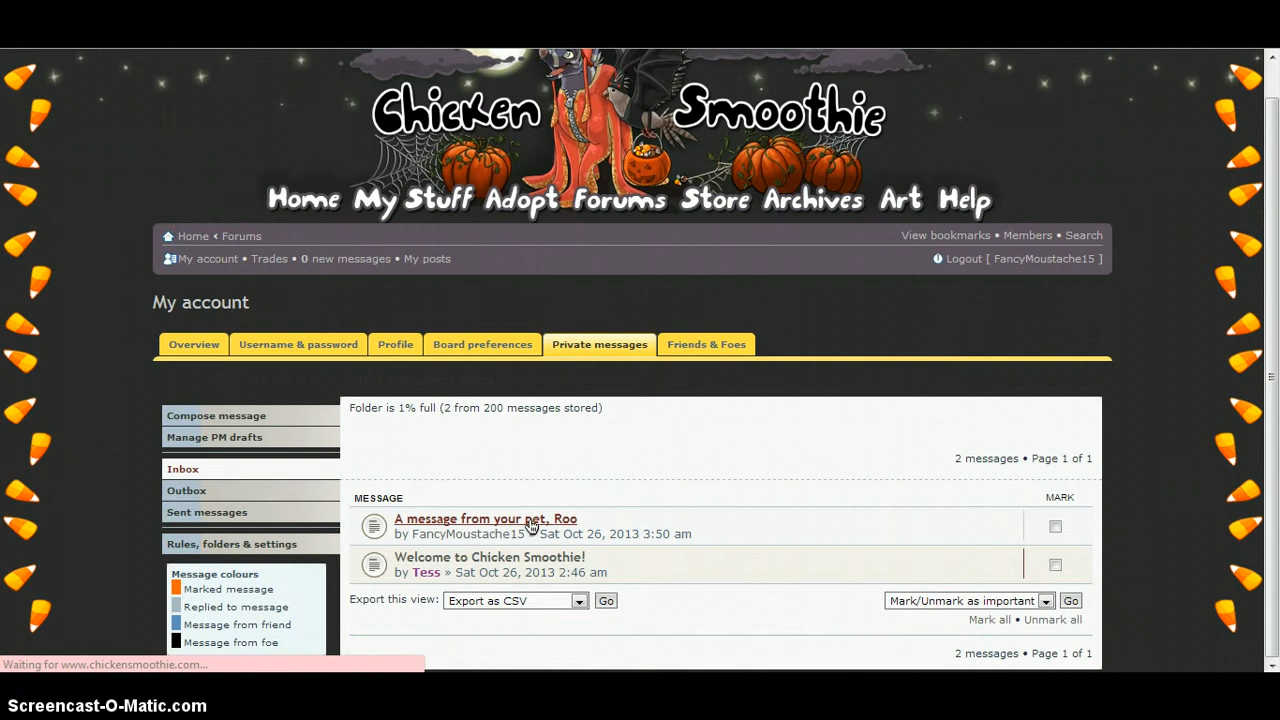 Chicken Smoothie
Home My Stuff Adopt Forums Store Archives Art Help
Home ‹ Forums
View bookmarks • Members • Search
My account • Trades • 0 new messages • My posts
Logout [ FancyMoustache15 ]
My account
Overview Username & password Profile Board preferences Private messages Friends & Foes
Compose message
Manage PM drafts
Inbox
Outbox
Sent messages
Rules, folders & settings
Message colours
Marked message
Replied to message
Message from friend
Message from foe
Folder is 1% full (2 from 200 messages stored)
2 messages • Page 1 of 1
MESSAGE MARK
A message from your pet, Roo
by FancyMoustache15 » Sat Oct 26, 2013 3:50 am
Welcome to Chicken Smoothie!
by Tess » Sat Oct 26, 2013 2:46 am
Export this view: Export as CSV Go
Mark/Unmark as important Go
Mark all • Unmark all
2 messages • Page 1 of 1
Waiting for www.chickensmoothie.com...
Screencast-O-Matic.com